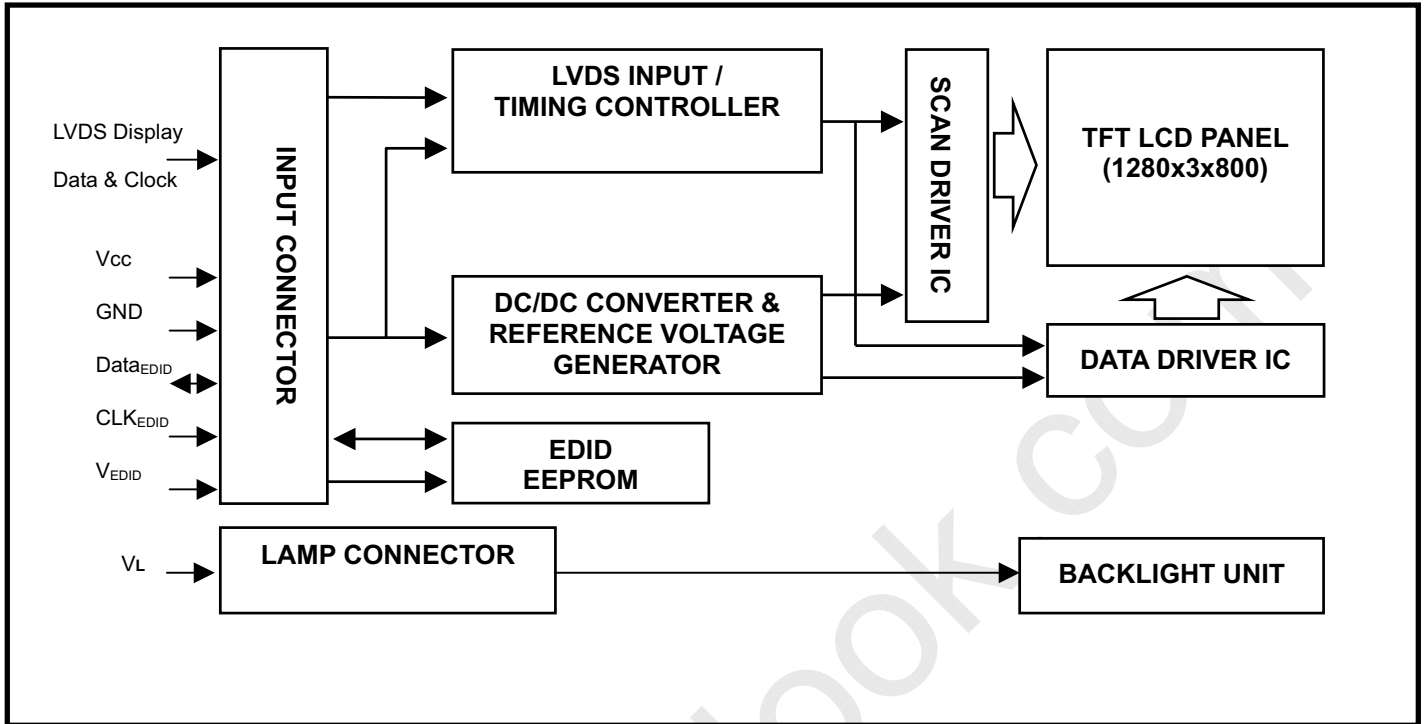 LVDS Display
Data & Clock
Vcc
GND
DataEDID
CLKEDID
VEDID
VL
INPUT CONNECTOR
LVDS INPUT /
TIMING CONTROLLER
DC/DC CONVERTER &
REFERENCE VOLTAGE
GENERATOR
EDID
EEPROM
LAMP CONNECTOR
SCAN DRIVER IC
TFT LCD PANEL
(1280x3x800)
DATA DRIVER IC
BACKLIGHT UNIT
ook.com